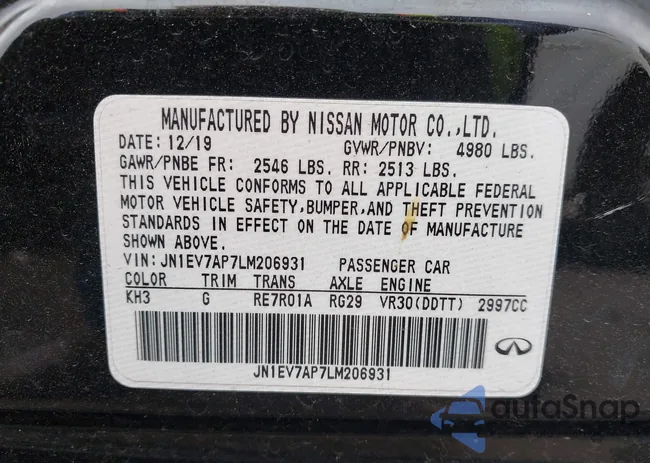 MANUFACTURED BY NISSAN MOTOR CO.,LTD.
DATE: 12/19 GVWR/PNBV: 4980 LBS.
GAWR/PNBE FR: 2546 LBS. RR: 2513 LBS.
THIS VEHICLE CONFORMS TO ALL APPLICABLE FEDERAL
MOTOR VEHICLE SAFETY,BUMPER,AND THEFT PREVENTION
STANDARDS IN EFFECT ON THE DATE OF MANUFACTURE
SHOWN ABOVE.
VIN:JN1EV7AP7LM206931 PASSENGER CAR
COLOR TRIM TRANS AXLE ENGINE
KH3 G RE7R01A RG29 VR30(DDTT) 2997CC
JN1EV7AP7LM206931
autoSnap